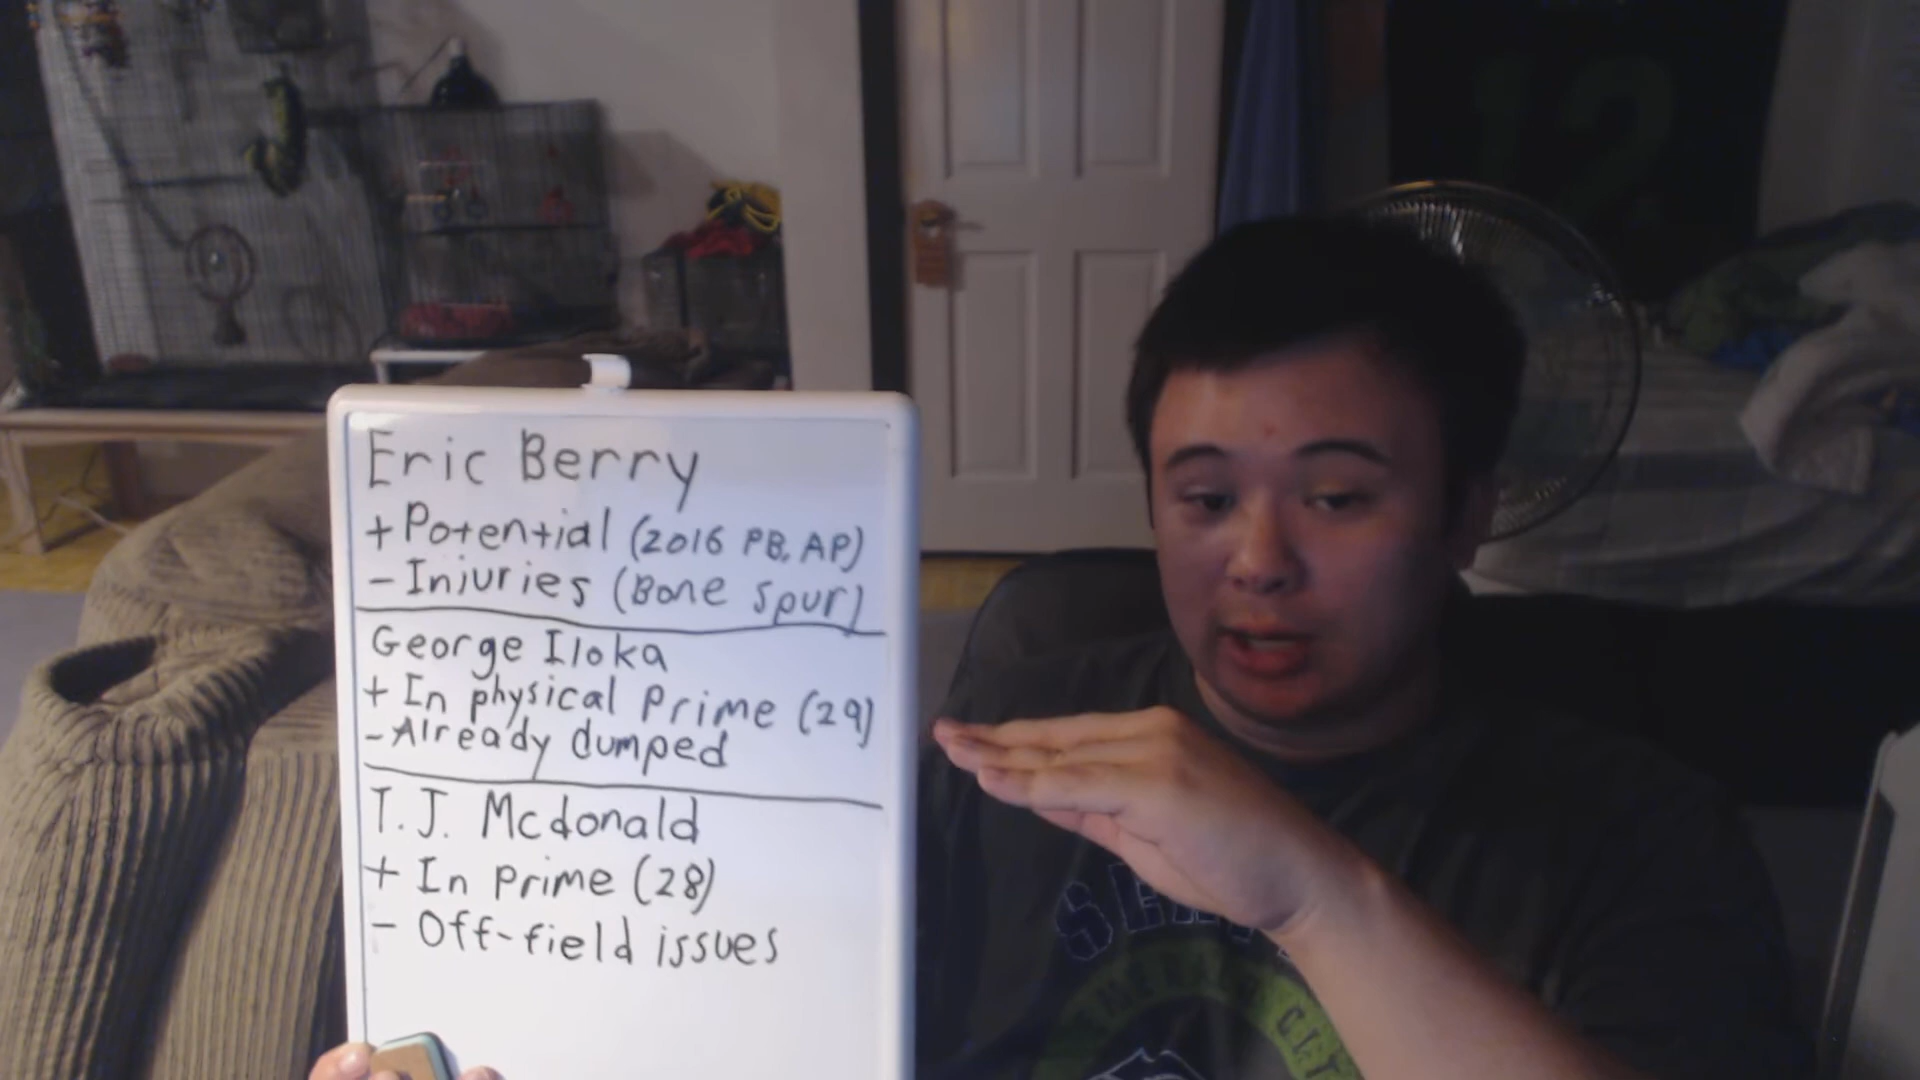 Eric Berry
+ Potential (2016 PB, AP)
- Injuries (Bone spur)
George Iloka
+ In physical Prime (29)
- Already dumped
T.J. Mcdonald
+ In Prime (28)
- Off-field issues
12